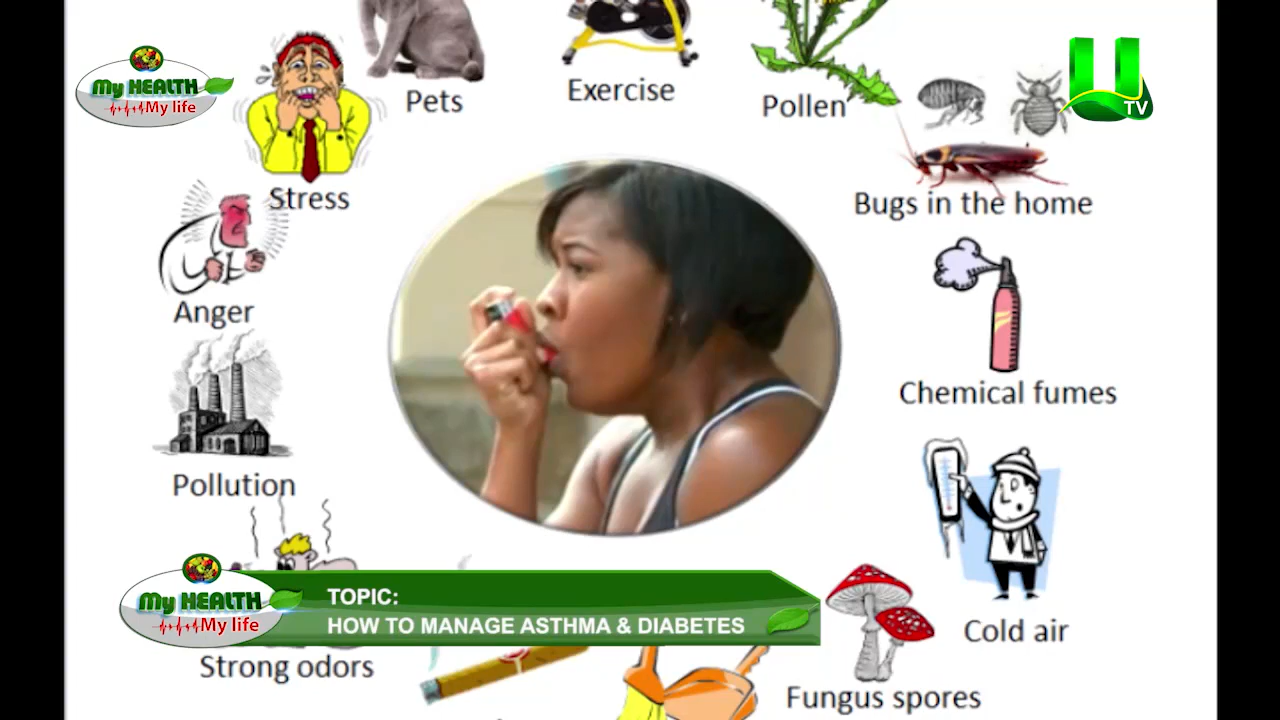 My HEALTH
My life
Pets
Exercise
Pollen
U
TV
Stress
Bugs in the home
Anger
Chemical fumes
Pollution
My HEALTH
My life
TOPIC:
HOW TO MANAGE ASTHMA & DIABETES
Cold air
Strong odors
Fungus spores